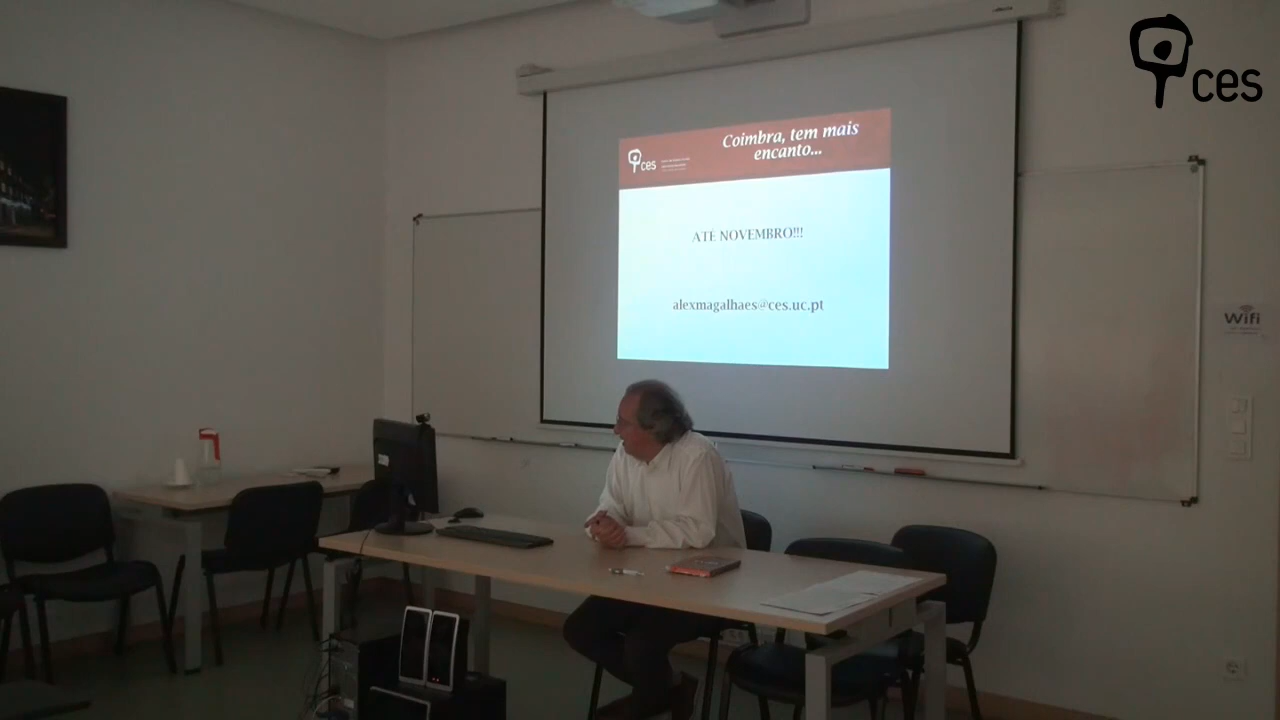 ces
Coimbra, tem mais
encanto...
ces
ATÉ NOVEMBRO!!!
alexmagalhaes@ces.uc.pt
Wifi